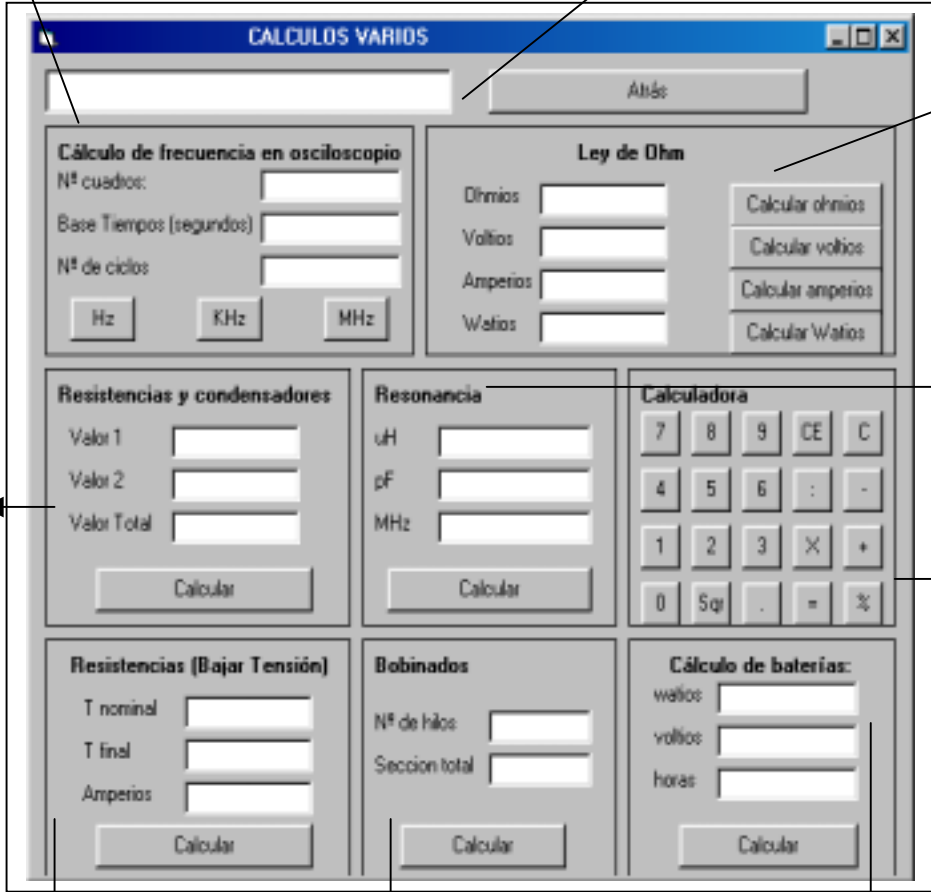 CALCULOS VARIOS
Atrás
Cálculo de frecuencia en osciloscopio
Nº cuadros:
Base Tiempos (segundos)
Nº de ciclos
Hz KHz MHz
Ley de Ohm
Ohmios Calcular ohmios
Voltios Calcular voltios
Amperios Calcular amperios
Watios Calcular Watios
Resistencias y condensadores
Valor 1
Valor 2
Valor Total
Calcular
Resonancia
uH
pF
MHz
Calcular
Calculadora
7 8 9 CE C
4 5 6 : -
1 2 3 X +
0 Sqr . = %
Resistencias (Bajar Tensión)
T nominal
T final
Amperios
Calcular
Bobinados
Nº de hilos
Seccion total
Calcular
Cálculo de baterías:
watios
voltios
horas
Calcular